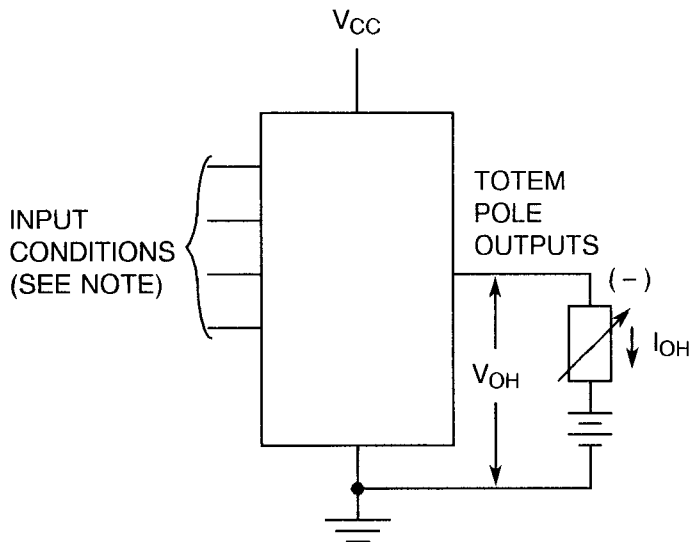 VCC
TOTEM
POLE
OUTPUTS
INPUT
CONDITIONS
(SEE NOTE)
(–)
IOH
VOH